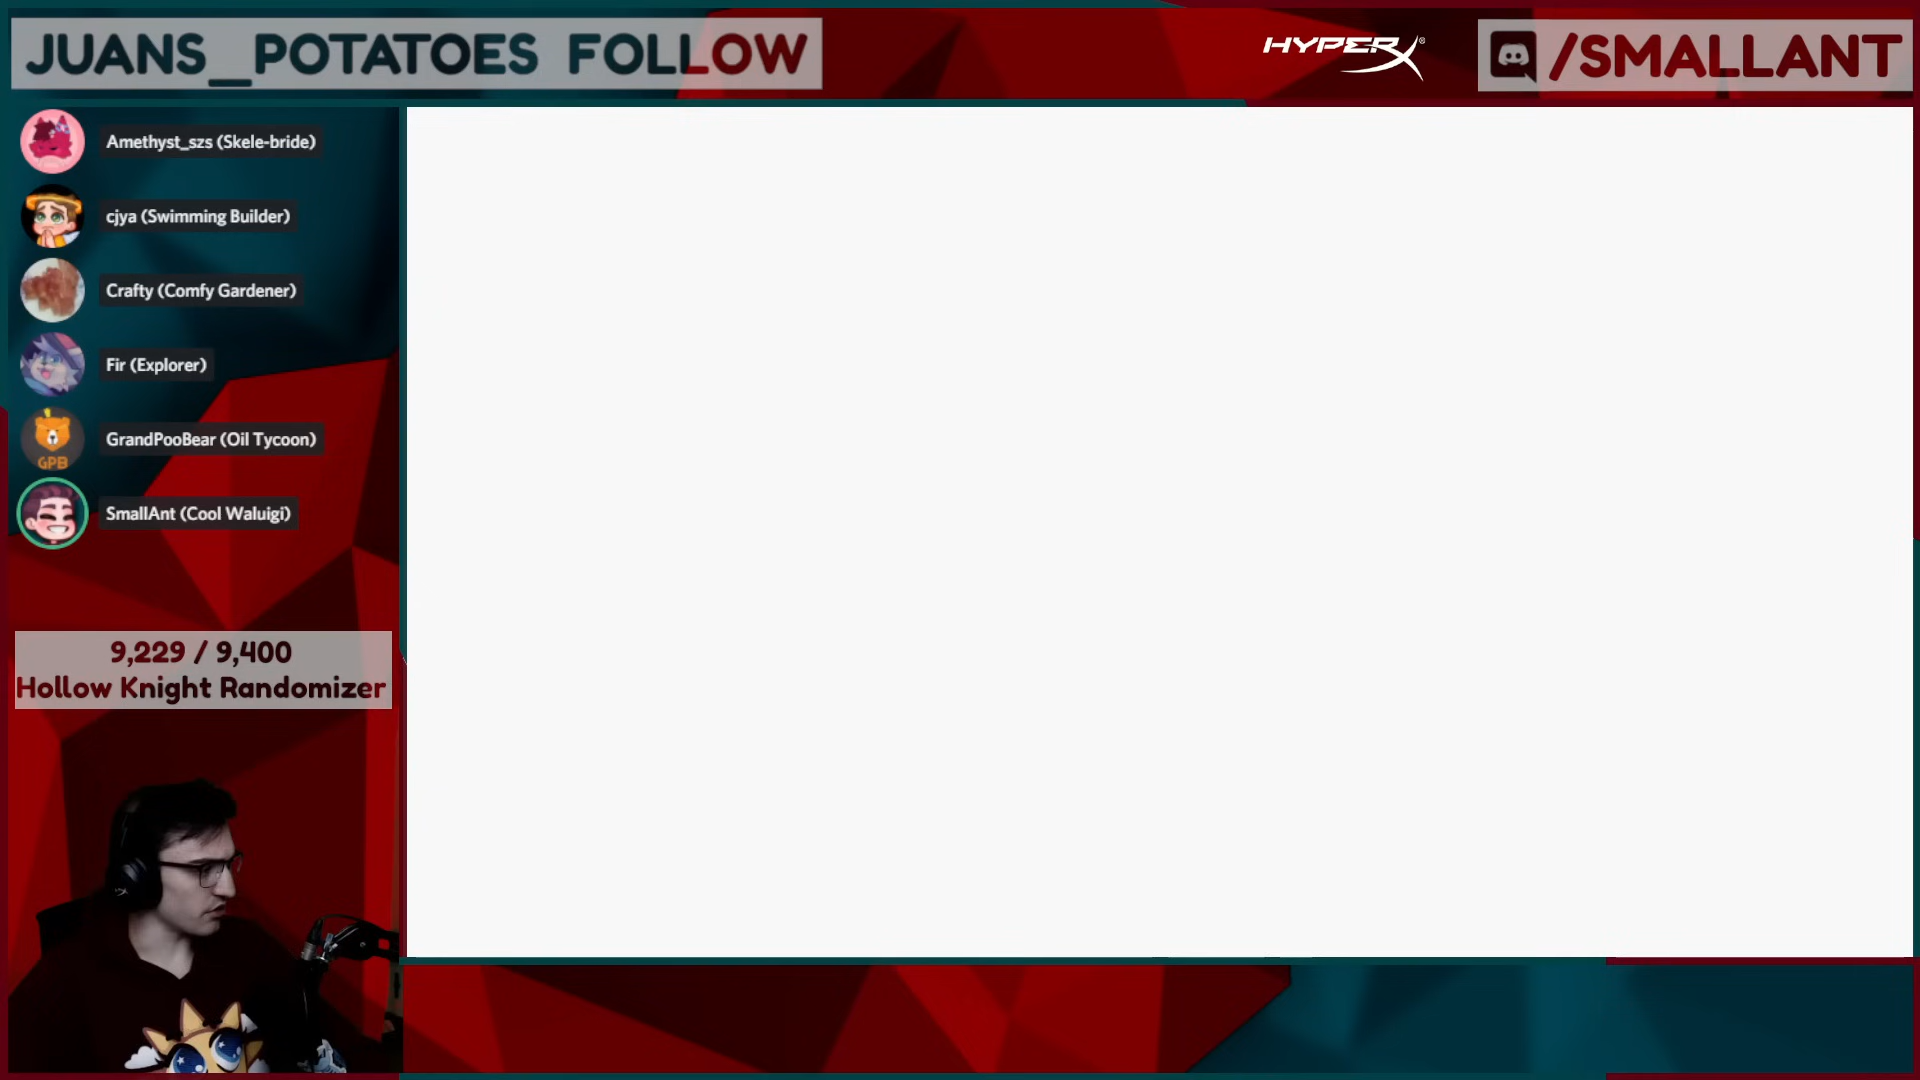 JUANS_POTATOES FOLLOW
HYPERX®
/SMALLANT
Amethyst_szs (Skele-bride)
cjya (Swimming Builder)
Crafty (Comfy Gardener)
Fir (Explorer)
GPB
GrandPooBear (Oil Tycoon)
SmallAnt (Cool Waluigi)
9,229 / 9,400
Hollow Knight Randomizer